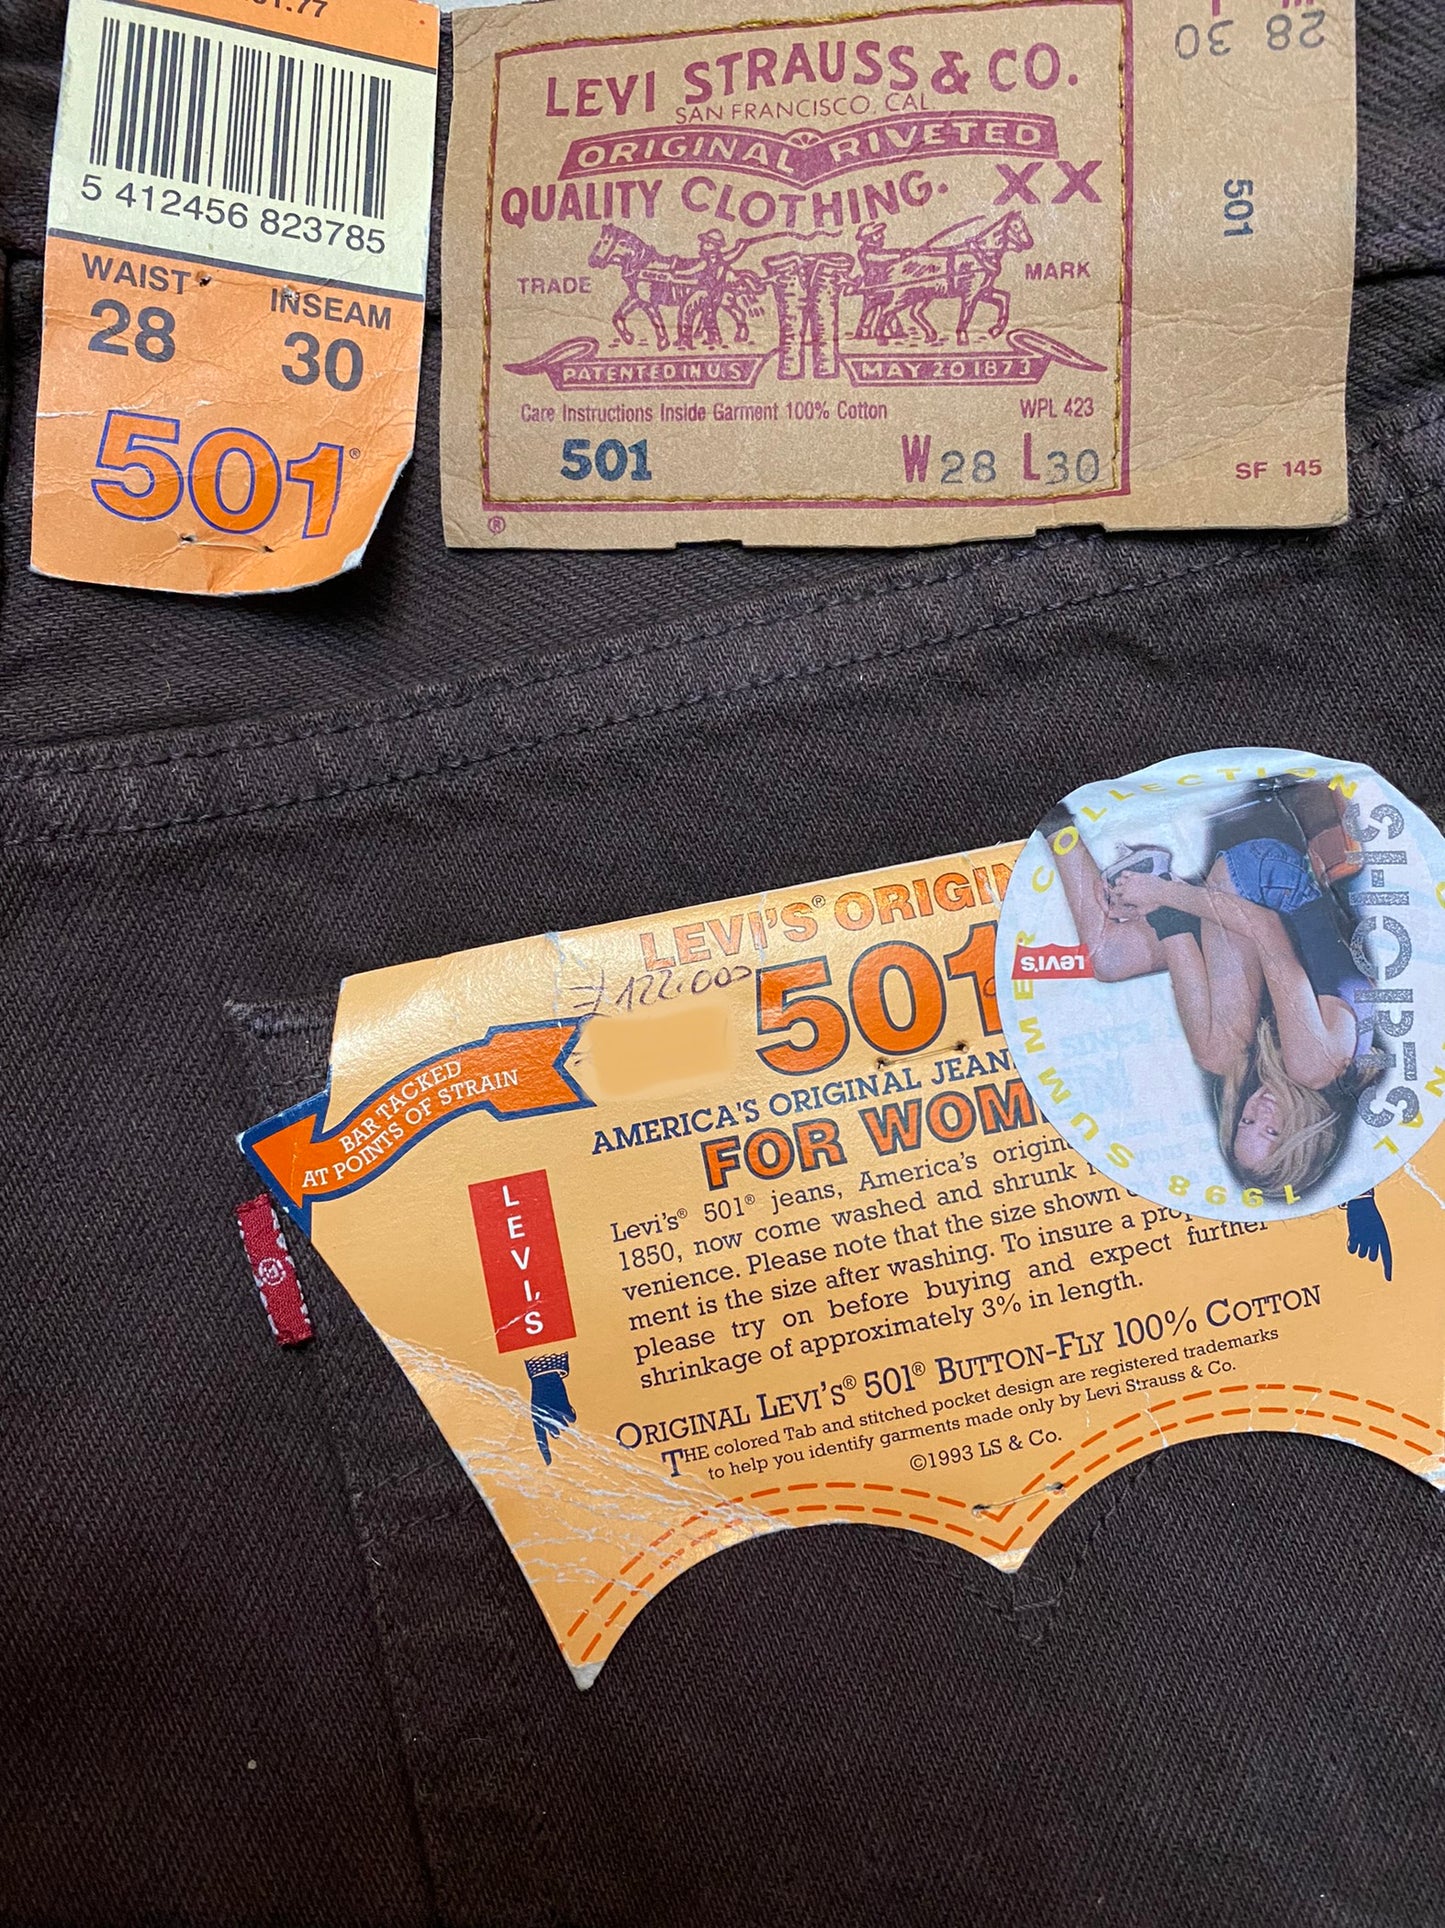 5 412456 823785
WAIST
28
INSEAM
30
501®
LEVI STRAUSS & CO.
SAN FRANCISCO, CAL
ORIGINAL RIVETED
QUALITY CLOTHING. XX
TRADE MARK
PATENTED IN U.S.
MAY 20 1873
Care Instructions Inside Garment 100% Cotton
WPL 423
501
W 28 L 30
®
28
30
501
SF 145
LEVI'S® ORIGIN
122.000
501
AMERICA'S ORIGINAL JEAN
FOR WOM
BAR TACKED
AT POINTS OF STRAIN
LEVI'S
Levi's® 501® jeans, America's origin
1850, now come washed and shrunk
venience. Please note that the size shown
ment is the size after washing. To insure a
please try on before buying and expect further
shrinkage of approximately 3% in length.
ORIGINAL LEVI'S® 501® BUTTON-FLY 100% COTTON
THE colored Tab and stitched pocket design are registered trademarks
to help you identify garments made only by Levi Strauss & Co.
©1993 LS & Co.
1998 SUMMER COLLECTION
SHORTS
LEVI'S
®